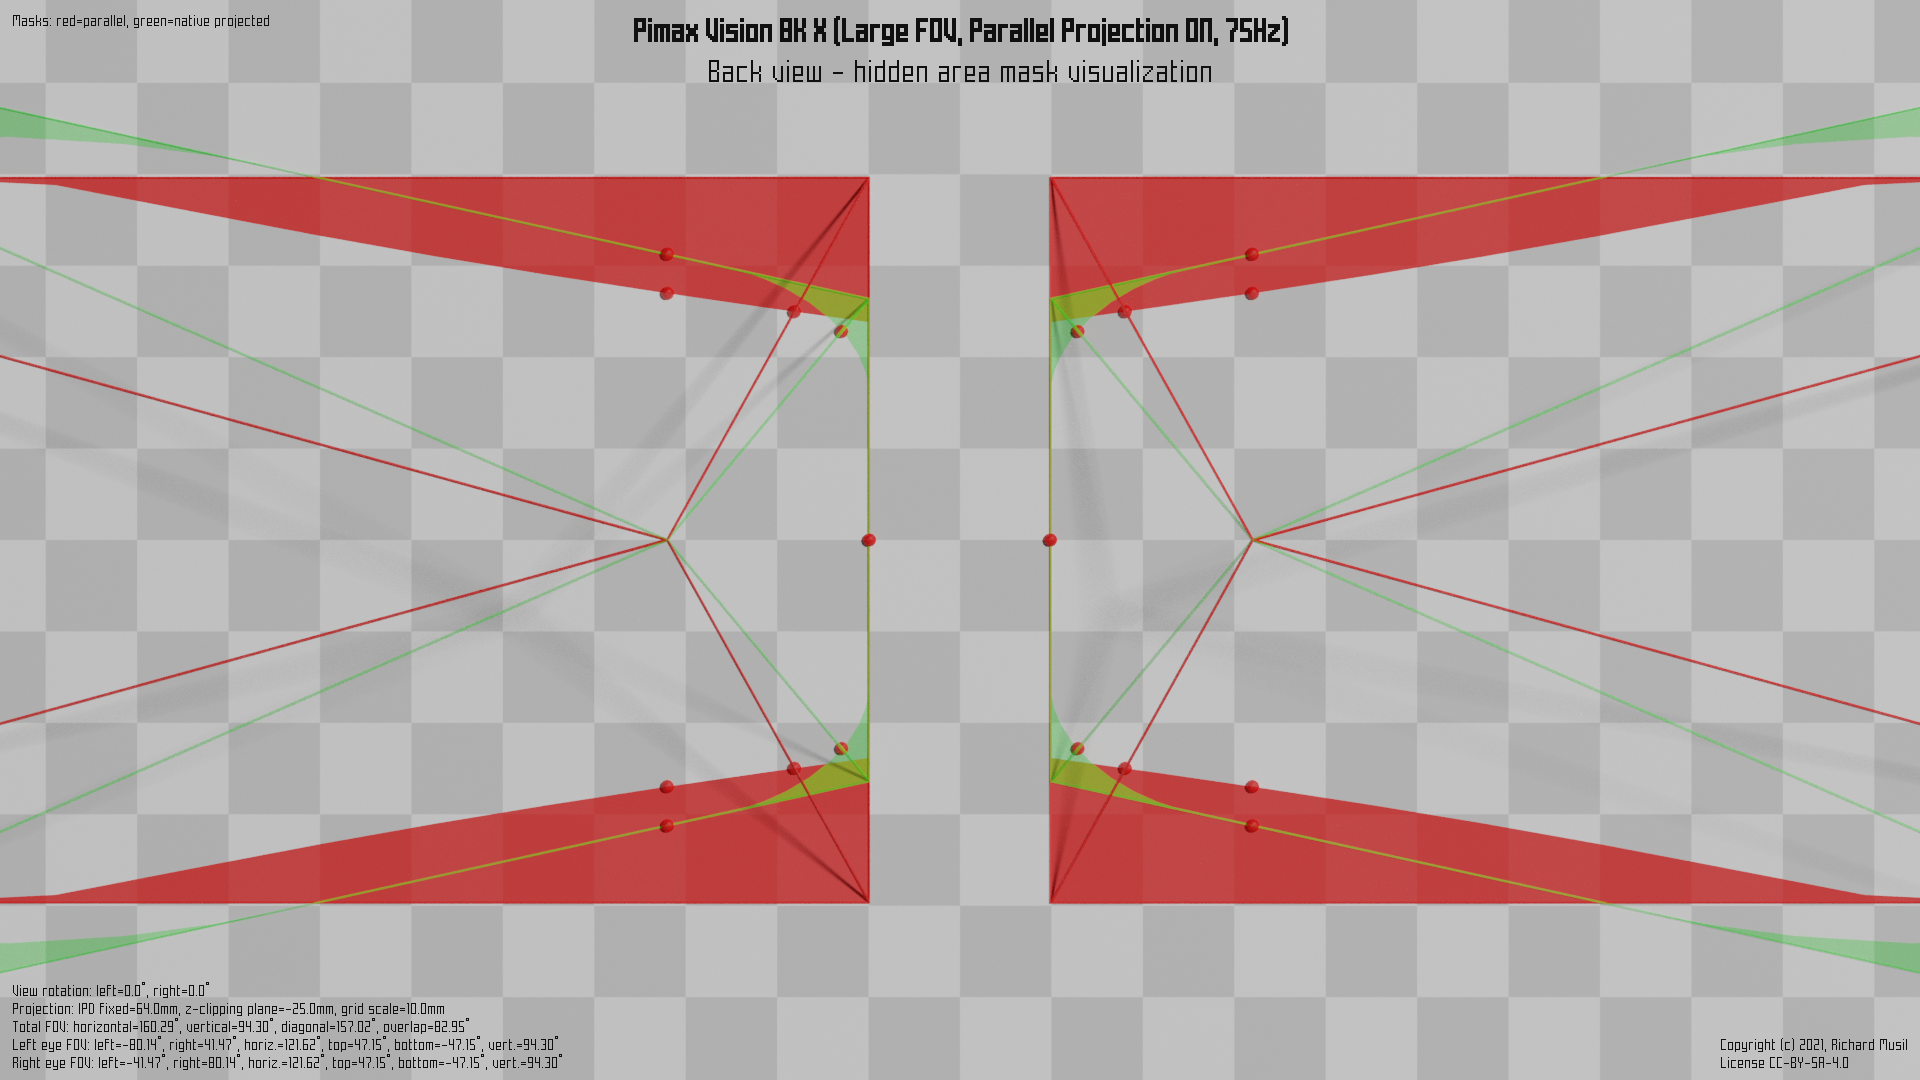 Masks: red=parallel, green=native projected
Pimax Vision 8K X (Large FOV, Parallel Projection ON, 75Hz)
Back view - hidden area mask visualization
View rotation: left=0.0°, right=0.0°
Projection: IPD fixed=64.0mm, z-clipping plane=-25.0mm, grid scale=10.0mm
Total FOV: horizontal=160.29°, vertical=94.30°, diagonal=157.02°, overlap=82.95°
Left eye FOV: left=-80.14°, right=41.47°, horiz.=121.62°, top=47.15°, bottom=-47.15°, vert.=94.30°
Right eye FOV: left=-41.47°, right=80.14°, horiz.=121.62°, top=47.15°, bottom=-47.15°, vert.=94.30°
Copyright (c) 2021, Richard Musil
License CC-BY-SA-4.0